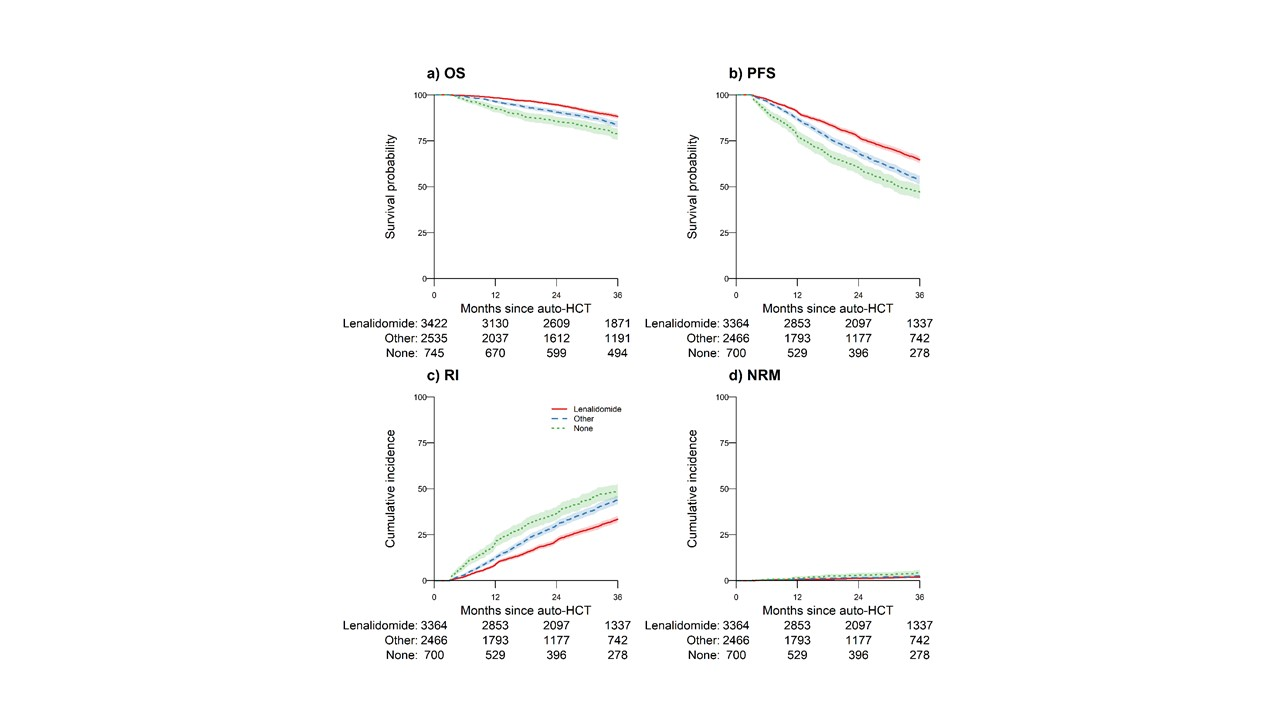 a) OS
100
75
50
25
0
Survival probability
0 12 24 36
Months since auto-HCT
Lenalidomide: 3422 3130 2609 1871
Other: 2535 2037 1612 1191
None: 745 670 599 494
b) PFS
100
75
50
25
0
Survival probability
0 12 24 36
Months since auto-HCT
Lenalidomide: 3364 2853 2097 1337
Other: 2466 1793 1177 742
None: 700 529 396 278
c) RI
100
75
50
25
0
Cumulative incidence
Lenalidomide
Other
None
0 12 24 36
Months since auto-HCT
Lenalidomide: 3364 2853 2097 1337
Other: 2466 1793 1177 742
None: 700 529 396 278
d) NRM
100
75
50
25
0
Cumulative incidence
0 12 24 36
Months since auto-HCT
Lenalidomide: 3364 2853 2097 1337
Other: 2466 1793 1177 742
None: 700 529 396 278